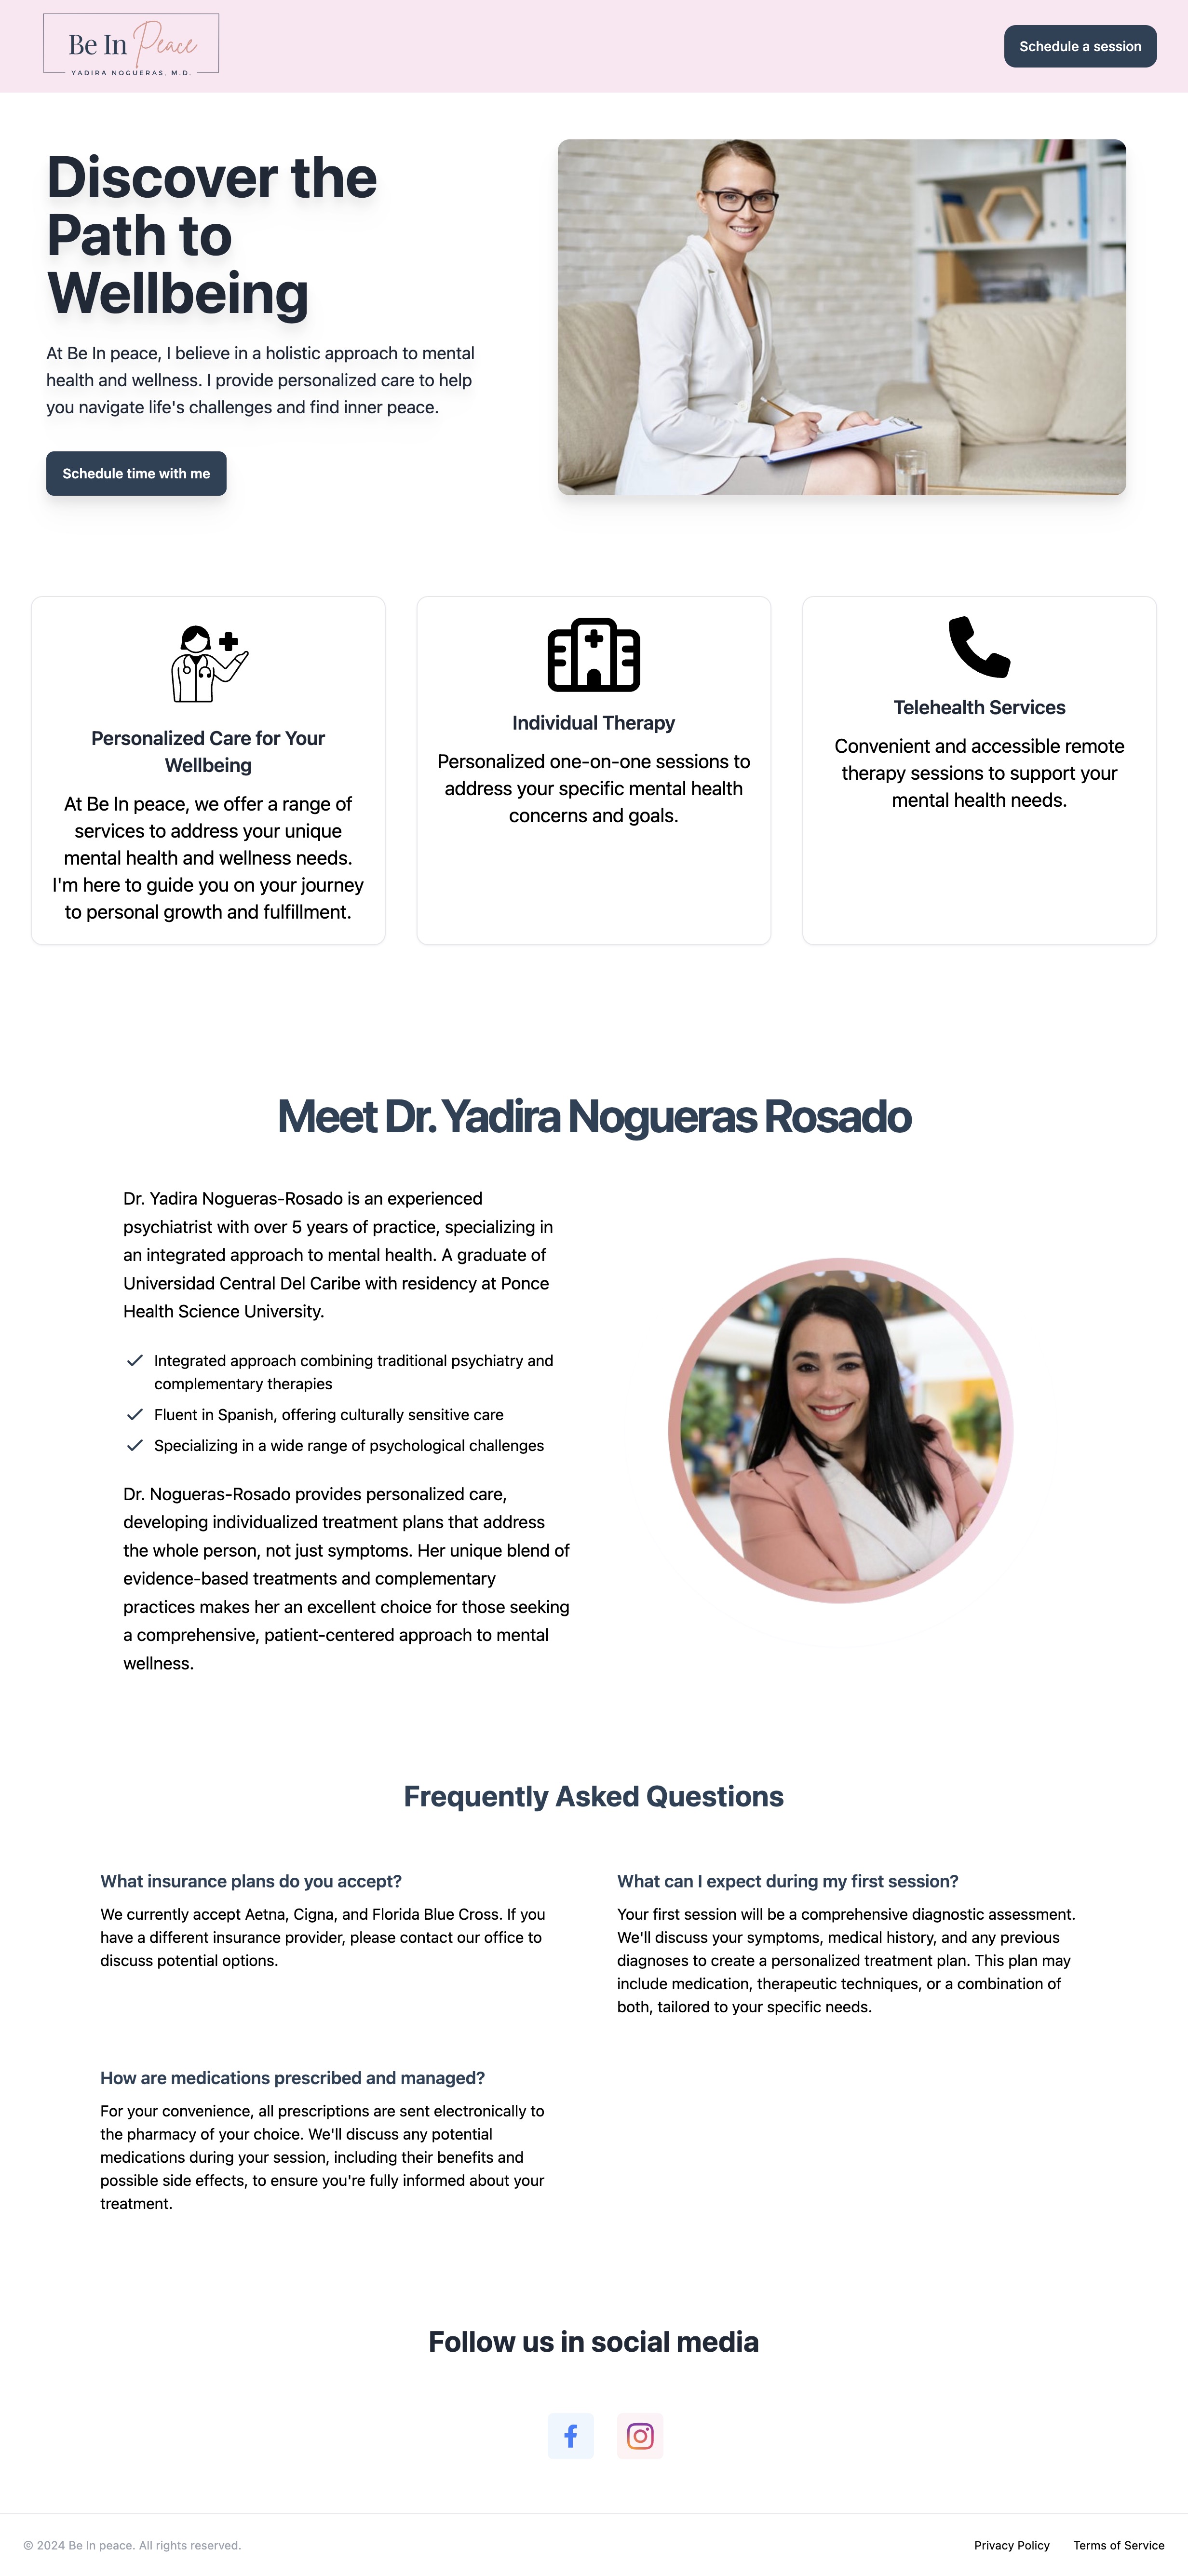 Be In Peace
YADIRA NOGUERAS, M.D.
Schedule a session
Discover the
Path to
Wellbeing
At Be In peace, I believe in a holistic approach to mental
health and wellness. I provide personalized care to help
you navigate life's challenges and find inner peace.
Schedule time with me
Personalized Care for Your
Wellbeing
At Be In peace, we offer a range of
services to address your unique
mental health and wellness needs.
I'm here to guide you on your journey
to personal growth and fulfillment.
Individual Therapy
Personalized one-on-one sessions to
address your specific mental health
concerns and goals.
Telehealth Services
Convenient and accessible remote
therapy sessions to support your
mental health needs.
Meet Dr. Yadira Nogueras Rosado
Dr. Yadira Nogueras-Rosado is an experienced
psychiatrist with over 5 years of practice, specializing in
an integrated approach to mental health. A graduate of
Universidad Central Del Caribe with residency at Ponce
Health Science University.
Integrated approach combining traditional psychiatry and
complementary therapies
Fluent in Spanish, offering culturally sensitive care
Specializing in a wide range of psychological challenges
Dr. Nogueras-Rosado provides personalized care,
developing individualized treatment plans that address
the whole person, not just symptoms. Her unique blend of
evidence-based treatments and complementary
practices makes her an excellent choice for those seeking
a comprehensive, patient-centered approach to mental
wellness.
Frequently Asked Questions
What insurance plans do you accept?
We currently accept Aetna, Cigna, and Florida Blue Cross. If you
have a different insurance provider, please contact our office to
discuss potential options.
What can I expect during my first session?
Your first session will be a comprehensive diagnostic assessment.
We'll discuss your symptoms, medical history, and any previous
diagnoses to create a personalized treatment plan. This plan may
include medication, therapeutic techniques, or a combination of
both, tailored to your specific needs.
How are medications prescribed and managed?
For your convenience, all prescriptions are sent electronically to
the pharmacy of your choice. We'll discuss any potential
medications during your session, including their benefits and
possible side effects, to ensure you're fully informed about your
treatment.
Follow us in social media
© 2024 Be In peace. All rights reserved.
Privacy Policy
Terms of Service